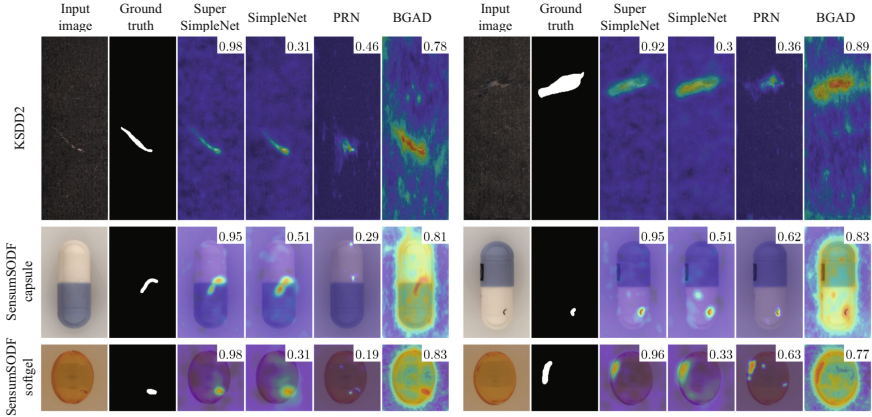 Input image Ground truth Super SimpleNet SimpleNet PRN BGAD Input image Ground truth Super SimpleNet SimpleNet PRN BGAD
KSDD2 0.98 0.31 0.46 0.78 0.92 0.3 0.36 0.89
SensumSODF capsule 0.95 0.51 0.29 0.81 0.95 0.51 0.62 0.83
SensumSODF softgel 0.98 0.31 0.19 0.83 0.96 0.33 0.63 0.77